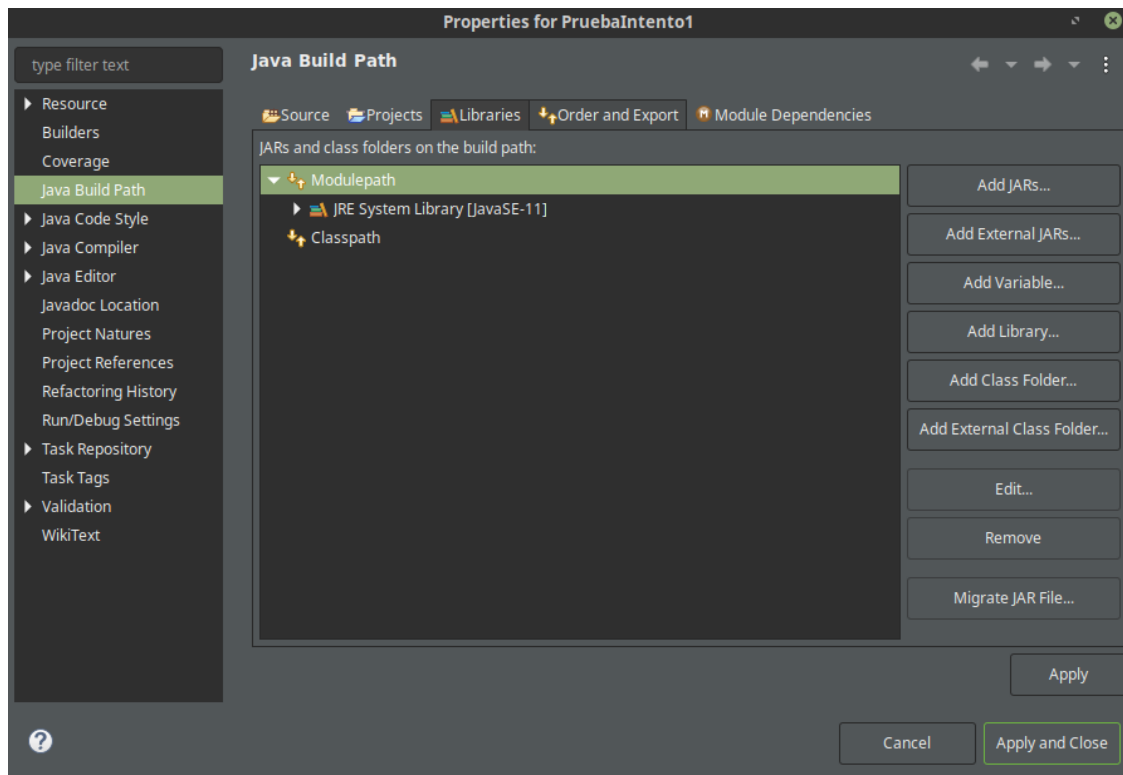 Properties for PruebaIntento1
type filter text
Resource
Builders
Coverage
Java Build Path
Java Code Style
Java Compiler
Java Editor
Javadoc Location
Project Natures
Project References
Refactoring History
Run/Debug Settings
Task Repository
Task Tags
Validation
WikiText
Java Build Path
Source Projects Libraries Order and Export Module Dependencies
JARs and class folders on the build path:
Modulepath
JRE System Library [JavaSE-11]
Classpath
Add JARs...
Add External JARs...
Add Variable...
Add Library...
Add Class Folder...
Add External Class Folder...
Edit...
Remove
Migrate JAR File...
Apply
Cancel Apply and Close